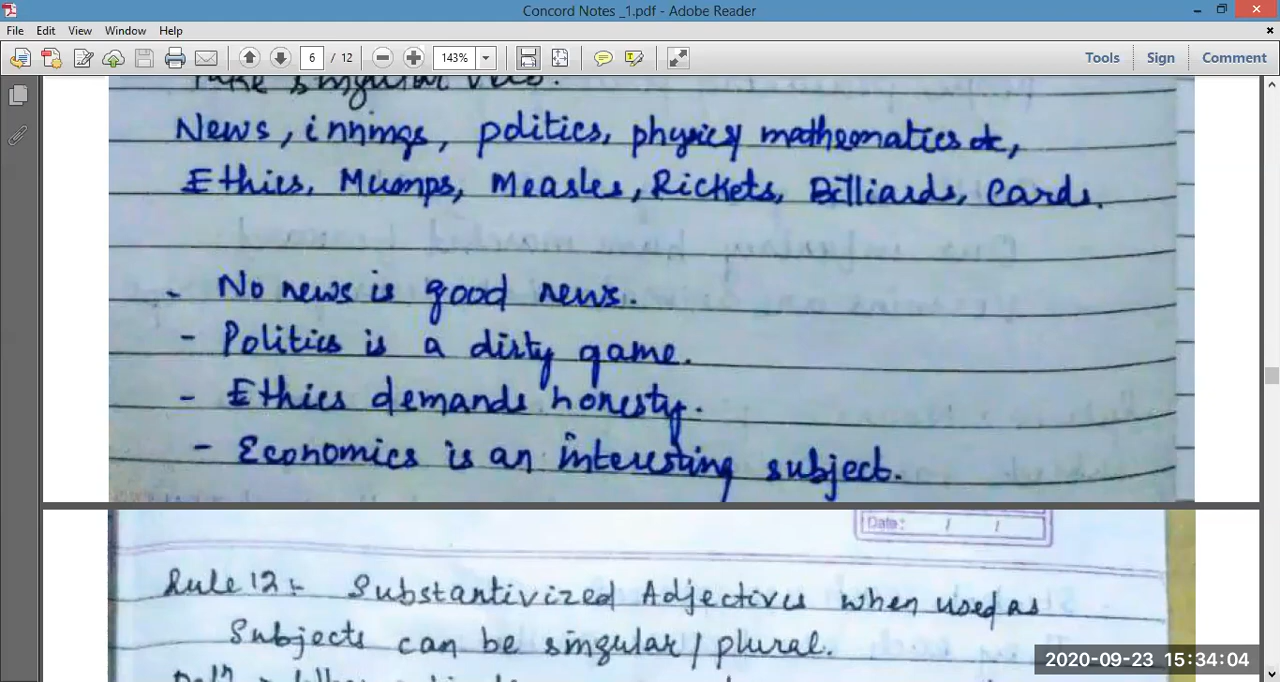 Concord Notes _1.pdf - Adobe Reader
File Edit View Window Help
6 / 12 143% Tools Sign Comment
Take singular verb.
News, innings, politics, physics, mathematics etc,
Ethics, Mumps, Measles, Rickets, Billiards, Cards.
- No news is good news.
- Politics is a dirty game.
- Ethics demands honesty.
- Economics is an interesting subject.
Date: / /
Rule 12:- Substantivized Adjectives when used as
Subjects can be singular/plural.
2020-09-23 15:34:04